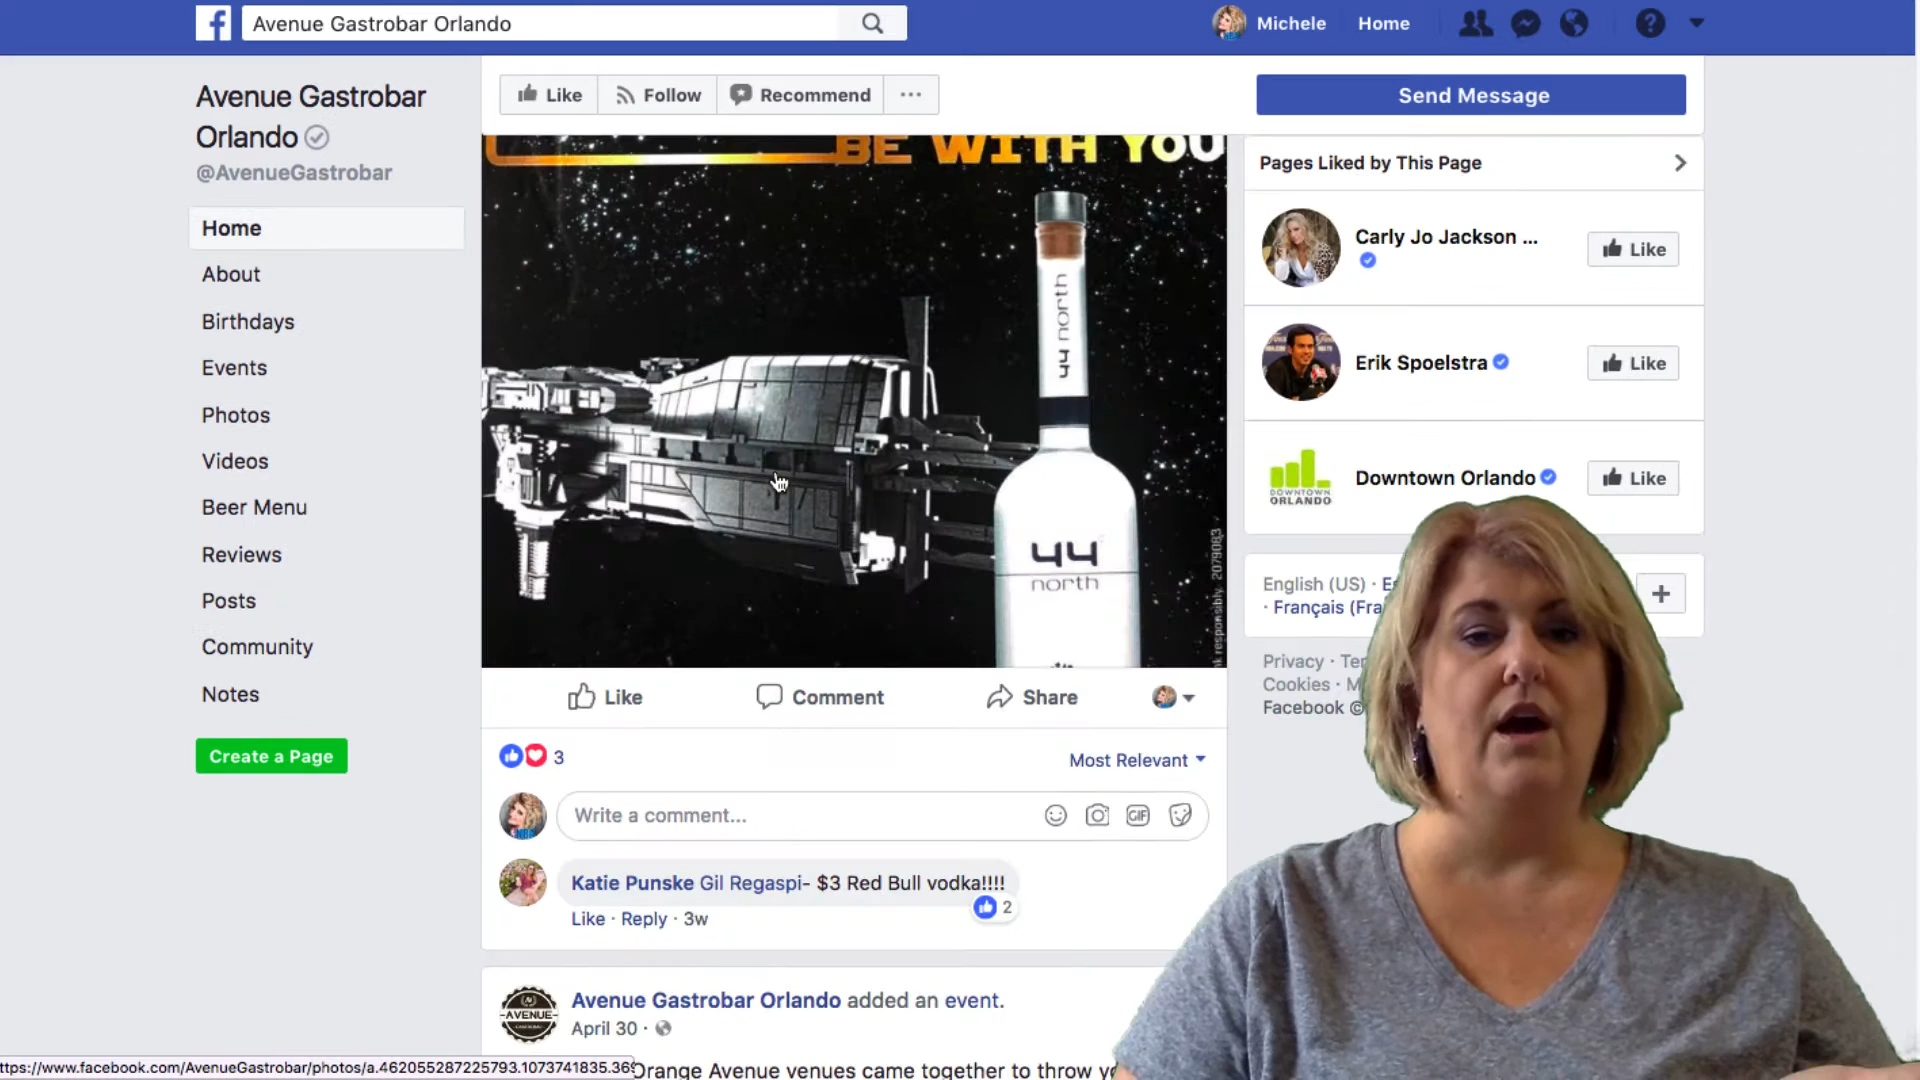 Avenue Gastrobar Orlando
Michele
Home
Avenue Gastrobar
Orlando
@AvenueGastrobar
Home
About
Birthdays
Events
Photos
Videos
Beer Menu
Reviews
Posts
Community
Notes
Create a Page
Like
Follow
Recommend
Send Message
BE WITH YOU
44 north
44
north
Like
Comment
Share
3
Most Relevant
Write a comment...
GIF
Katie Punske Gil Regaspi- $3 Red Bull vodka!!!!
2
Like · Reply · 3w
AVENUE
Avenue Gastrobar Orlando added an event.
April 30 ·
Orange Avenue venues came together to throw
Pages Liked by This Page
Carly Jo Jackson ...
Like
Erik Spoelstra
Like
DOWNTOWN
ORLANDO
Downtown Orlando
Like
English (US) ·
· Français
Privacy ·
Cookies ·
Facebook ©
ttps://www.facebook.com/AvenueGastrobar/photos/a.462055287225793.1073741835.36